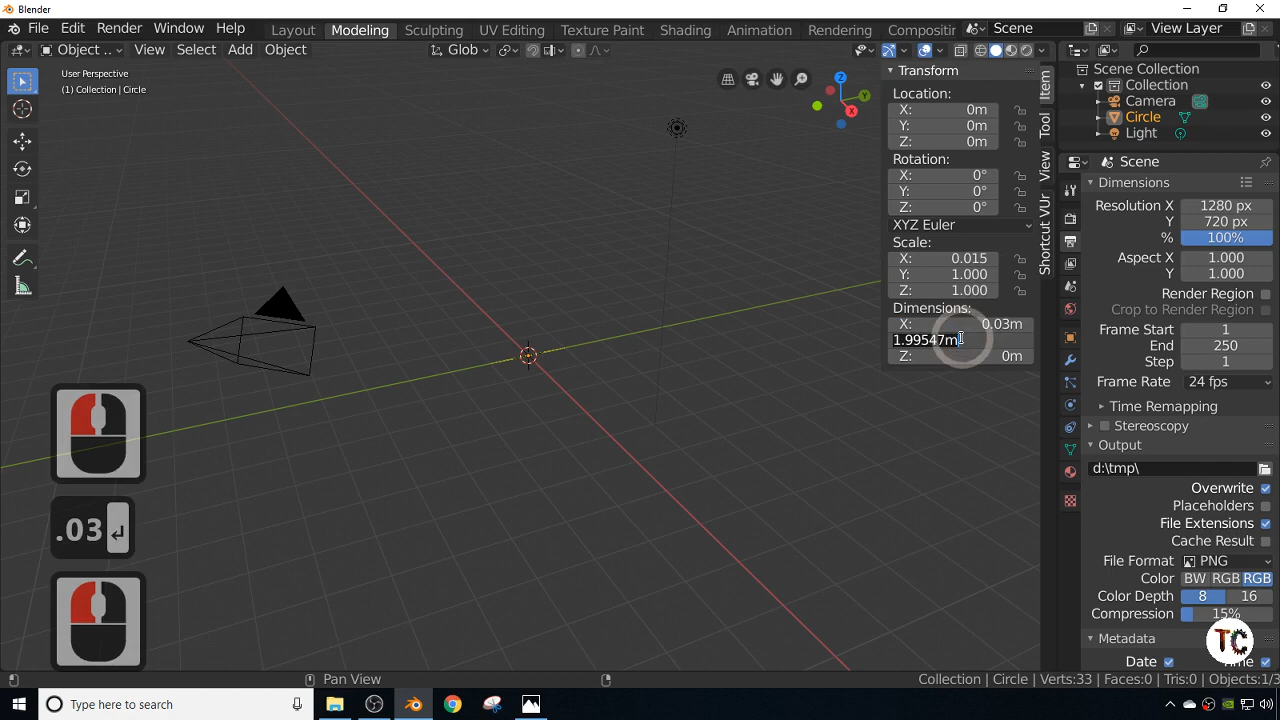 Blender
File Edit Render Window Help Layout Modeling Sculpting UV Editing Texture Paint Shading Animation Rendering Compositi Scene View Layer
Object .. View Select Add Object Glob
User Perspective
(1) Collection | Circle
Z
Y
X
Transform
Location:
X: 0m
Y: 0m
Z: 0m
Rotation:
X: 0°
Y: 0°
Z: 0°
XYZ Euler
Scale:
X: 0.015
Y: 1.000
Z: 1.000
Dimensions:
X: 0.03m
1.99547m
Z: 0m
Item
Tool
View
Shortcut VUr
Scene Collection
Collection
Camera
Circle
Light
Scene
Dimensions
Resolution X 1280 px
Y 720 px
% 100%
Aspect X 1.000
Y 1.000
Render Region
Crop to Render Region
Frame Start 1
End 250
Step 1
Frame Rate 24 fps
Time Remapping
Stereoscopy
Output
d:\tmp\
Overwrite
Placeholders
File Extensions
Cache Result
File Format PNG
Color BW RGB RGB
Color Depth 8 16
Compression 15%
Metadata
Date
.03
TC
Pan View
Collection | Circle | Verts:33 | Faces:0 | Tris:0 | Objects:1/3
Type here to search